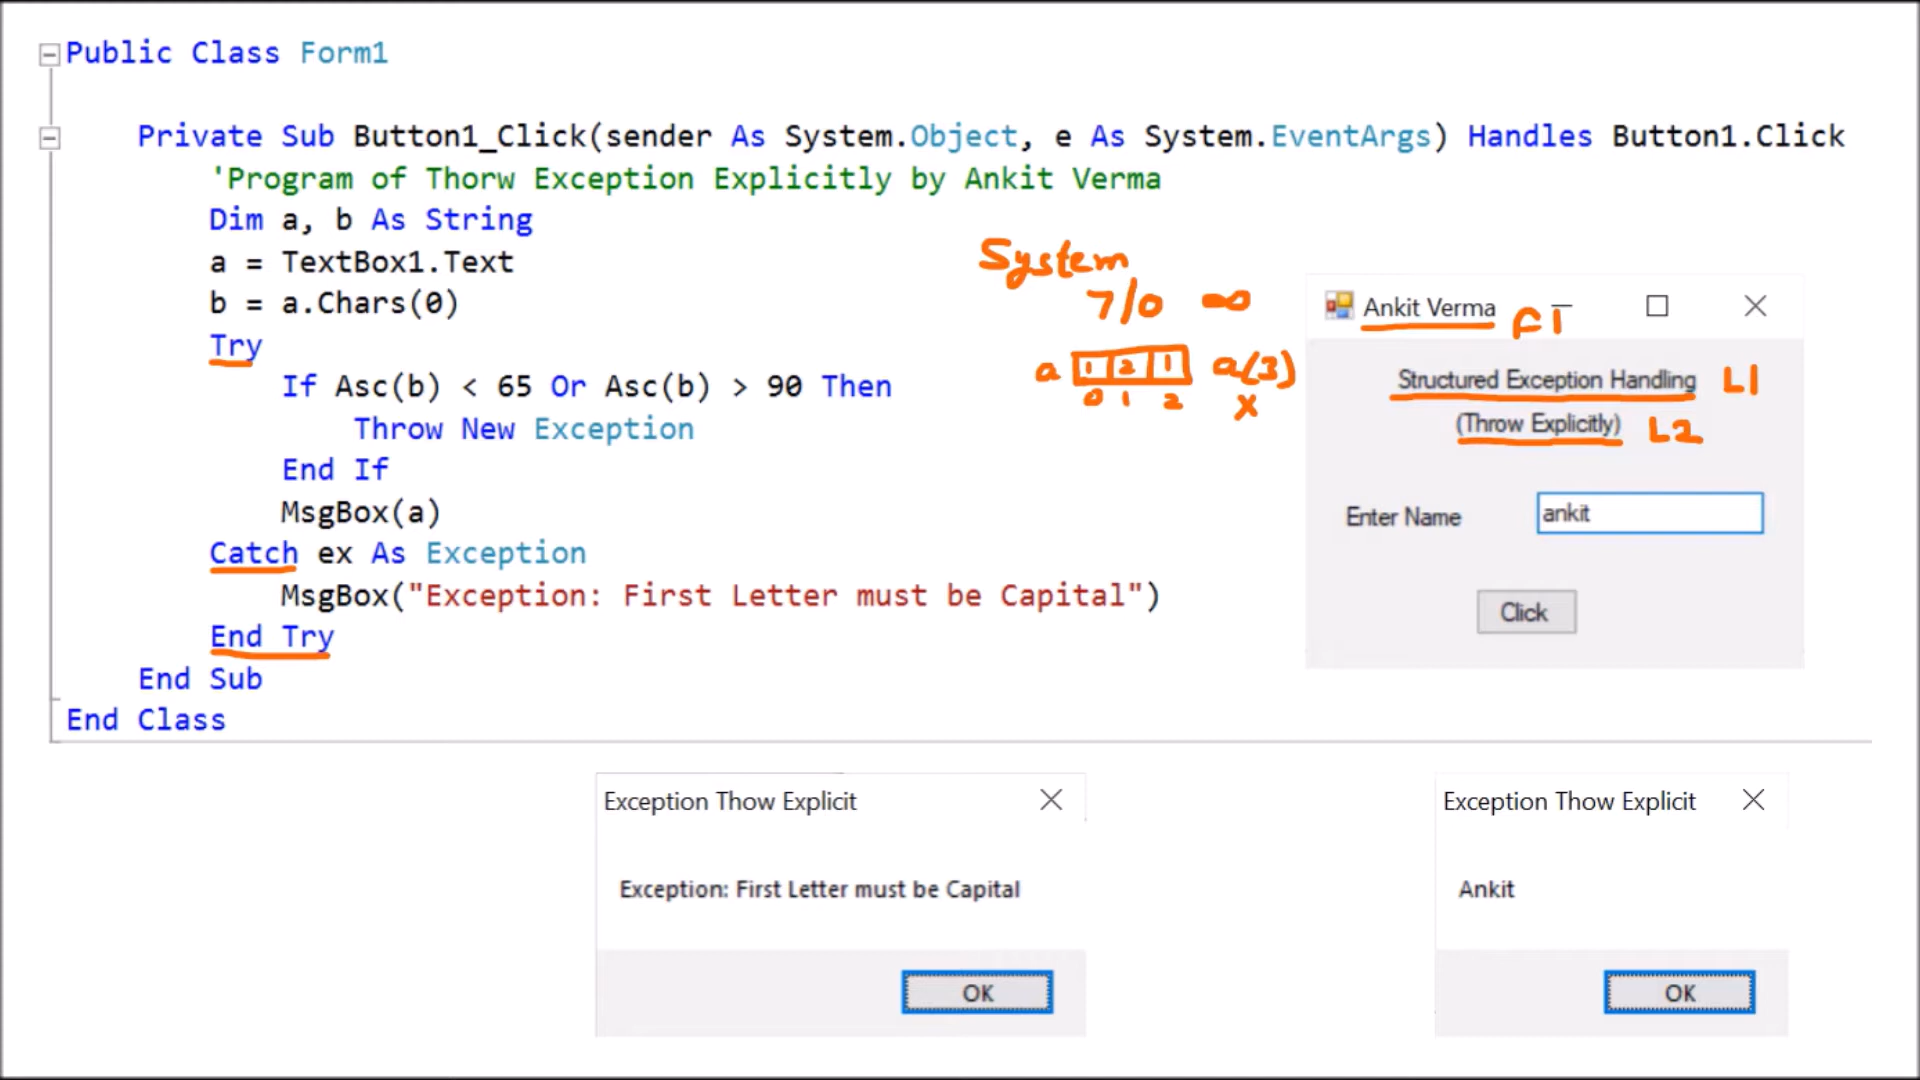 Public Class Form1
Private Sub Button1_Click(sender As System.Object, e As System.EventArgs) Handles Button1.Click
'Program of Thorw Exception Explicitly by Ankit Verma
Dim a, b As String
a = TextBox1.Text
b = a.Chars(0)
Try
If Asc(b) < 65 Or Asc(b) > 90 Then
Throw New Exception
End If
MsgBox(a)
Catch ex As Exception
MsgBox("Exception: First Letter must be Capital")
End Try
End Sub
End Class
System
7/0 ∞
a 1 2 1 a(3)
0 1 2 x
Ankit Verma F1
Structured Exception Handling L1
(Throw Explicitly) L2
Enter Name ankit
Click
Exception Thow Explicit
Exception: First Letter must be Capital
OK
Exception Thow Explicit
Ankit
OK